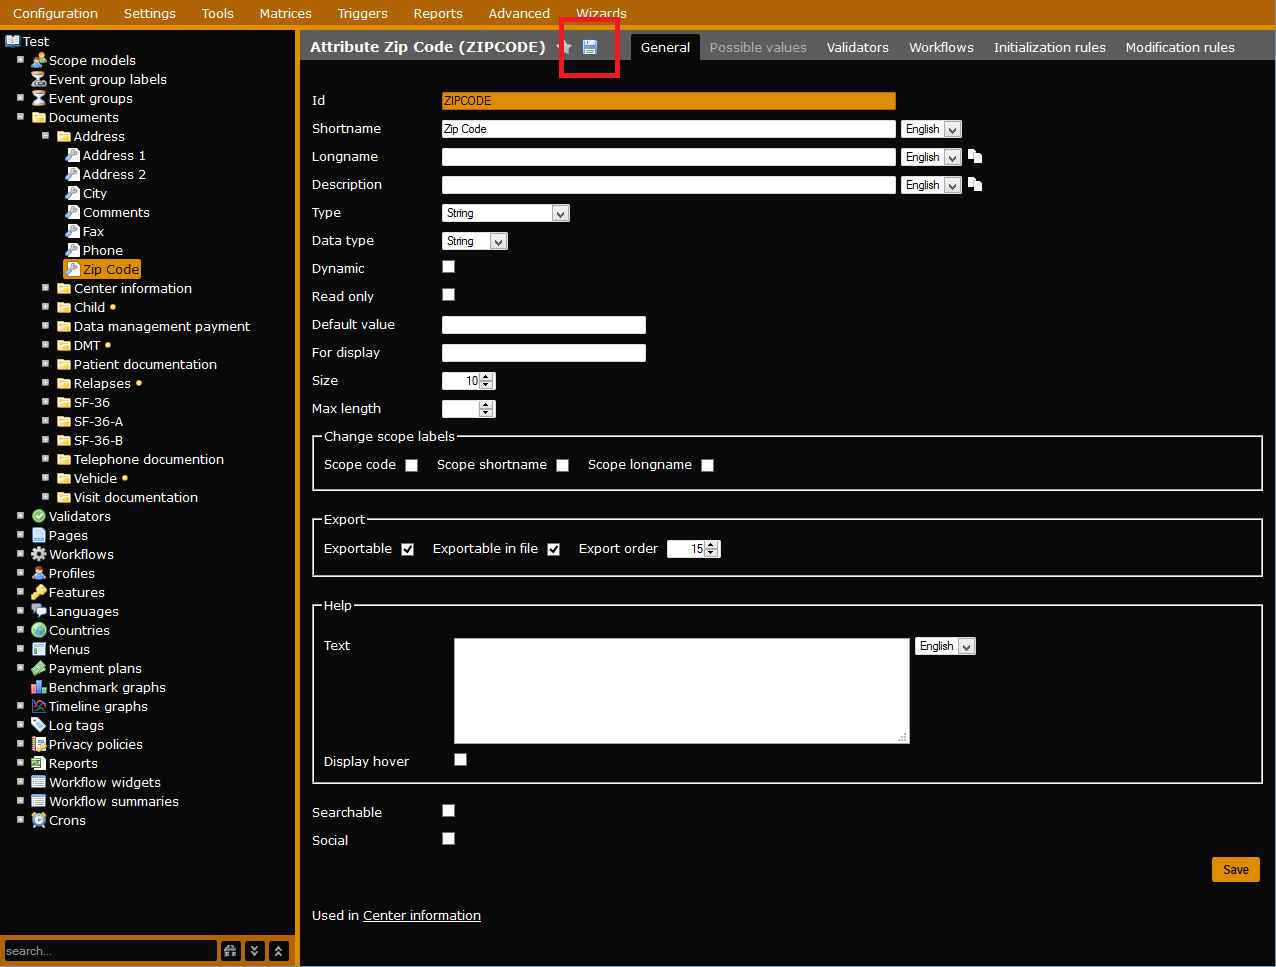 Configuration Settings Tools Matrices Triggers Reports Advanced Wizards
Test
Scope models
Event group labels
Event groups
Documents
Address
Address 1
Address 2
City
Comments
Fax
Phone
Zip Code
Center information
Child
Data management payment
DMT
Patient documentation
Relapses
SF-36
SF-36-A
SF-36-B
Telephone documention
Vehicle
Visit documentation
Validators
Pages
Workflows
Profiles
Features
Languages
Countries
Menus
Payment plans
Benchmark graphs
Timeline graphs
Log tags
Privacy policies
Reports
Workflow widgets
Workflow summaries
Crons
search...
Attribute Zip Code (ZIPCODE) General Possible values Validators Workflows Initialization rules Modification rules
Id ZIPCODE
Shortname Zip Code English
Longname English
Description English
Type String
Data type String
Dynamic
Read only
Default value
For display
Size 10
Max length
Change scope labels
Scope code Scope shortname Scope longname
Export
Exportable Exportable in file Export order 15
Help
Text English
Display hover
Searchable
Social
Save
Used in Center information